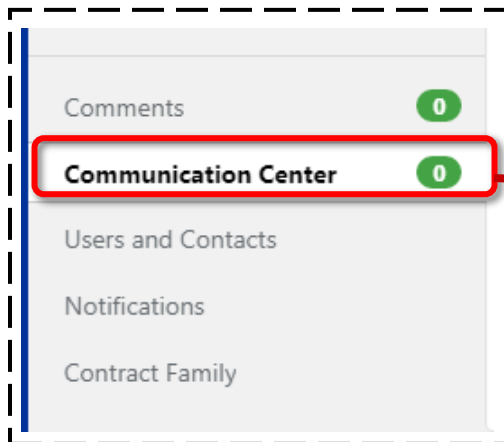 Comments 0
Communication Center 0
Users and Contacts
Notifications
Contract Family